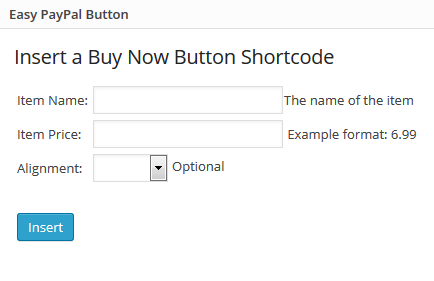 Easy PayPal Button
Insert a Buy Now Button Shortcode
Item Name: The name of the item
Item Price: Example format: 6.99
Alignment: Optional
Insert